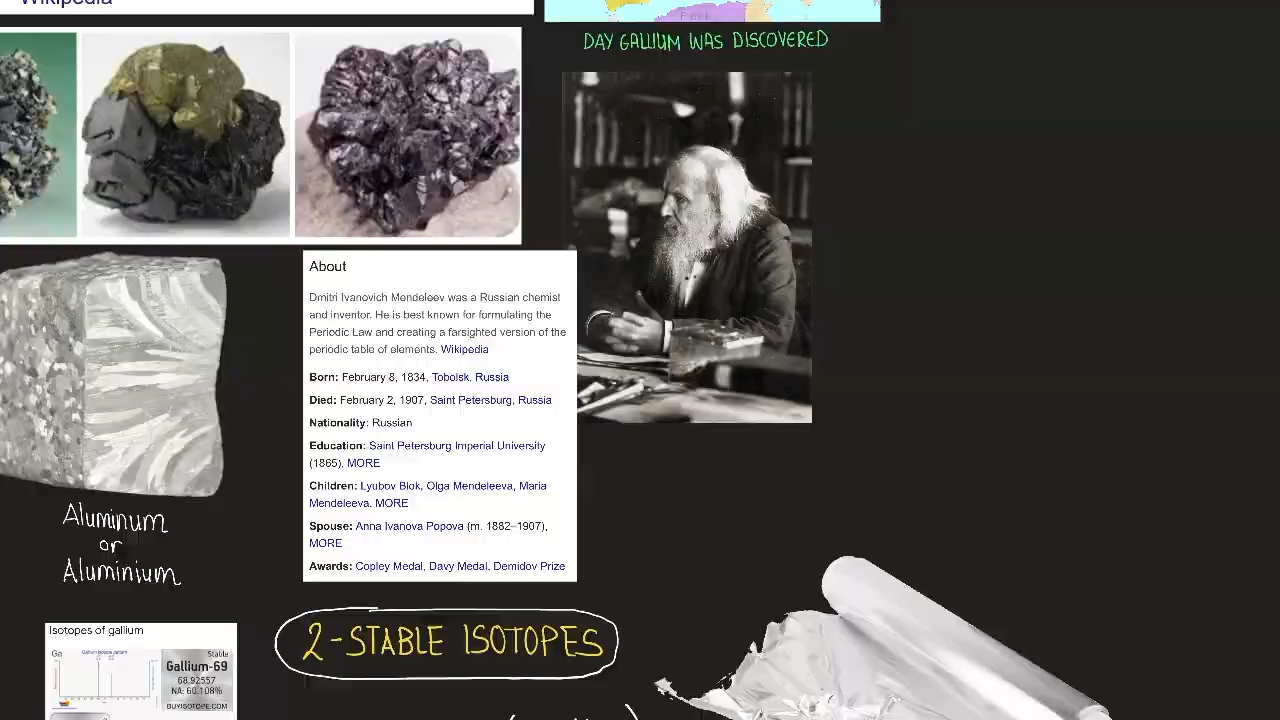 Wikipedia
DAY GALLIUM WAS DISCOVERED
About
Dmitri Ivanovich Mendeleev was a Russian chemist
and inventor. He is best known for formulating the
Periodic Law and creating a farsighted version of the
periodic table of elements. Wikipedia
Born: February 8, 1834, Tobolsk, Russia
Died: February 2, 1907, Saint Petersburg, Russia
Nationality: Russian
Education: Saint Petersburg Imperial University
(1865), MORE
Children: Lyubov Blok, Olga Mendeleeva, Maria
Mendeleeva, MORE
Spouse: Anna Ivanova Popova (m. 1882–1907),
MORE
Awards: Copley Medal, Davy Medal, Demidov Prize
Aluminum
or
Aluminium
2-STABLE ISOTOPES
Isotopes of gallium
Ga
Gallium isotope pattern
Stable
Gallium-69
68.92557
NA: 60.108%
BUYISOTOPE.COM